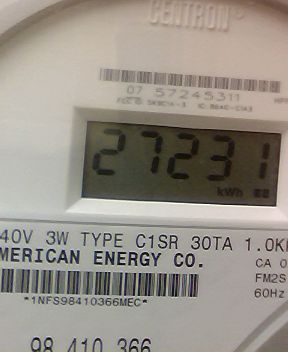 CENTRON®
07 57245311
27231
kWh
40V 3W TYPE C1SR 30TA 1.0K
MERICAN ENERGY CO.
CA 0
FM2S
60Hz
*1NFS98410366MEC*
98 410 366